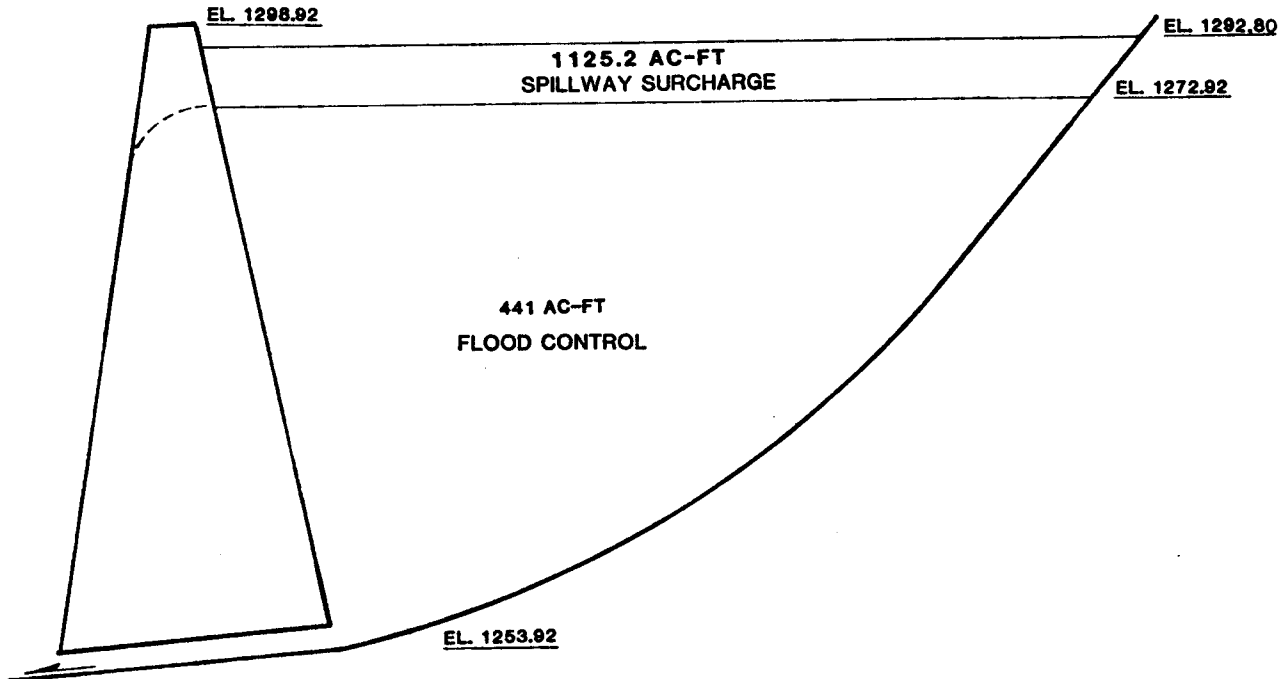 EL. 1298.92
EL. 1292.80
1125.2 AC-FT
SPILLWAY SURCHARGE
EL. 1272.92
441 AC-FT
FLOOD CONTROL
EL. 1253.92